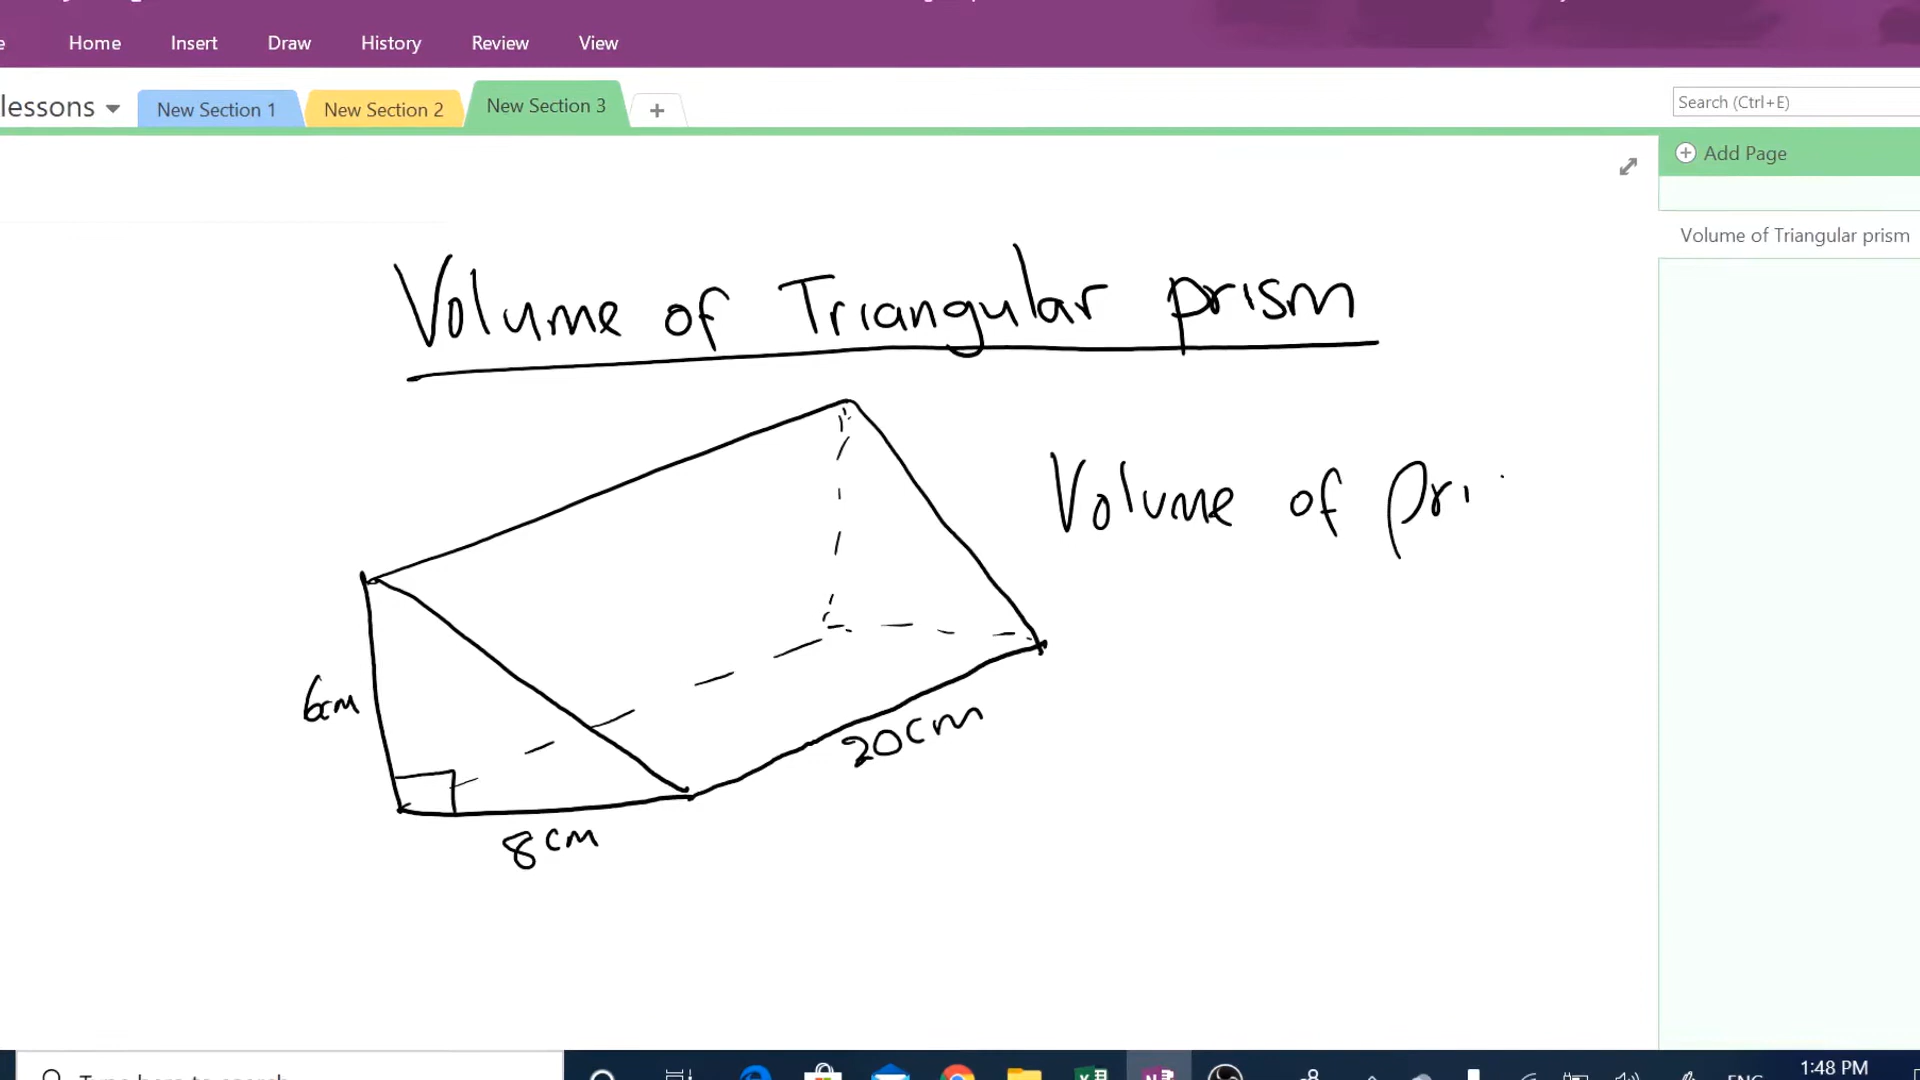 Home Insert Draw History Review View
lessons New Section 1 New Section 2 New Section 3 +
Search (Ctrl+E)
Add Page
Volume of Triangular prism
Volume of Triangular prism
Volume of pri
6cm
20cm
8cm
1:48 PM